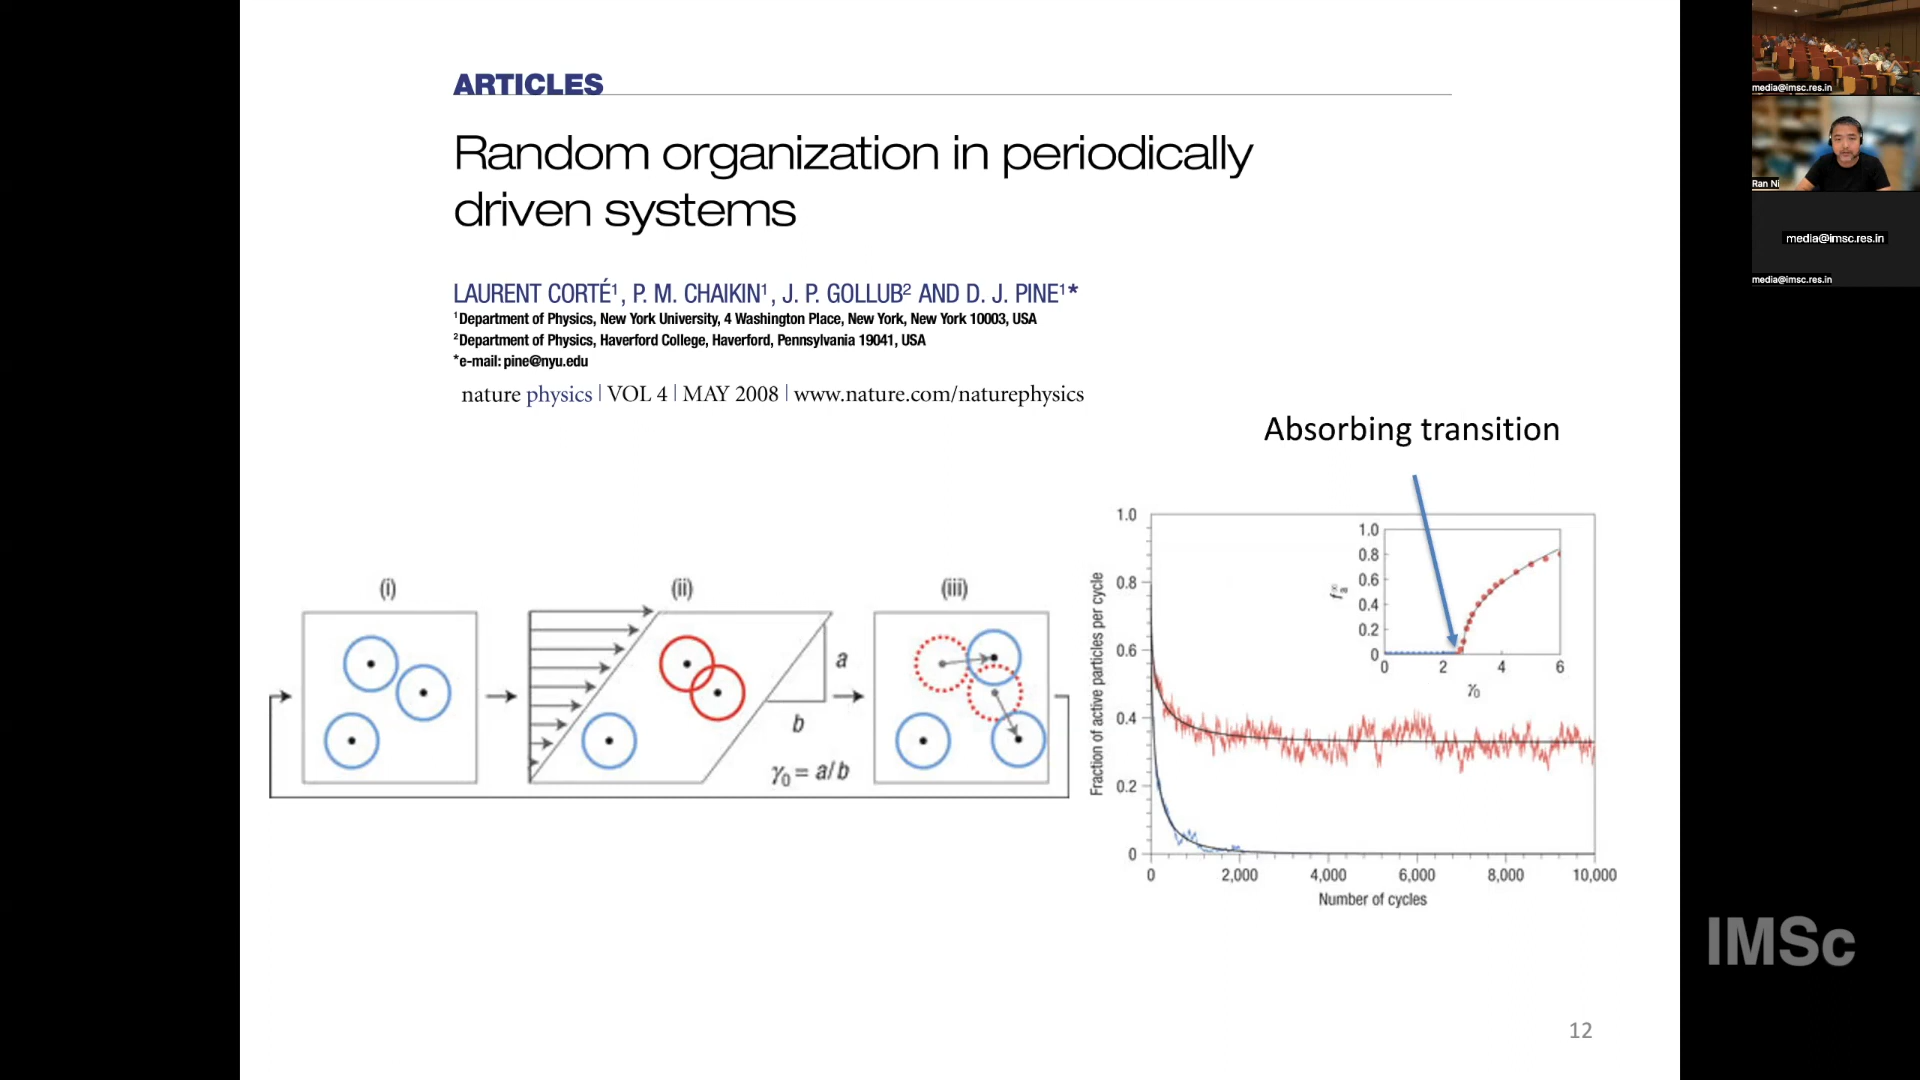 ARTICLES
Random organization in periodically
driven systems
LAURENT CORTÉ¹, P. M. CHAIKIN¹, J. P. GOLLUB² AND D. J. PINE¹*
¹Department of Physics, New York University, 4 Washington Place, New York, New York 10003, USA
²Department of Physics, Haverford College, Haverford, Pennsylvania 19041, USA
*e-mail: pine@nyu.edu
nature physics | VOL 4 | MAY 2008 | www.nature.com/naturephysics
Absorbing transition
(i)
(ii)
(iii)
a
b
γ₀ = a/b
Fraction of active particles per cycle
1.0
0.8
0.6
0.4
0.2
0
0
2,000
4,000
6,000
8,000
10,000
Number of cycles
1.0
0.8
0.6
0.4
0.2
0
0
2
4
6
fₐ^∞
γ₀
12
media@imsc.res.in
Ran Ni
media@imsc.res.in
media@imsc.res.in
IMSc